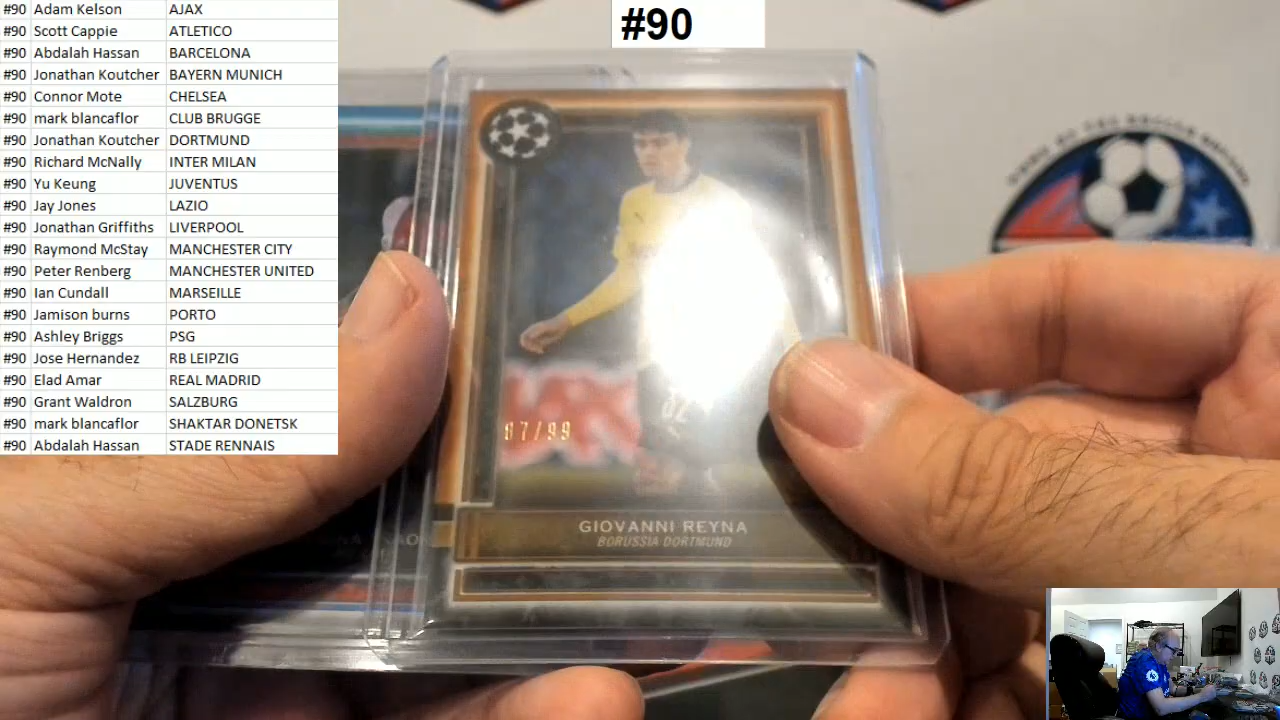 #90 Adam Kelson AJAX
#90 Scott Cappie ATLETICO
#90 Abdalah Hassan BARCELONA
#90 Jonathan Koutcher BAYERN MUNICH
#90 Connor Mote CHELSEA
#90 mark blancaflor CLUB BRUGGE
#90 Jonathan Koutcher DORTMUND
#90 Richard McNally INTER MILAN
#90 Yu Keung JUVENTUS
#90 Jay Jones LAZIO
#90 Jonathan Griffiths LIVERPOOL
#90 Raymond McStay MANCHESTER CITY
#90 Peter Renberg MANCHESTER UNITED
#90 Ian Cundall MARSEILLE
#90 Jamison burns PORTO
#90 Ashley Briggs PSG
#90 Jose Hernandez RB LEIPZIG
#90 Elad Amar REAL MADRID
#90 Grant Waldron SALZBURG
#90 mark blancaflor SHAKTAR DONETSK
#90 Abdalah Hassan STADE RENNAIS
#90
GIOVANNI REYNA
BORUSSIA DORTMUND